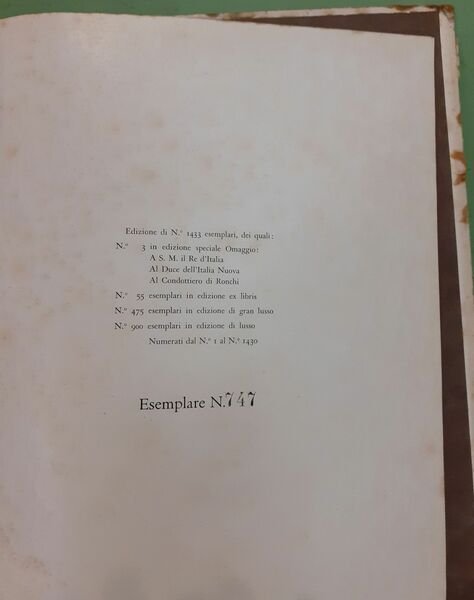 Edizione di N.° 1433 esemplari, dei quali:
N.° 3 in edizione speciale Omaggio:
A S. M. il Re d'Italia
Al Duce dell'Italia Nuova
Al Condottiero di Ronchi
N.° 55 esemplari in edizione ex libris
N.° 475 esemplari in edizione di gran lusso
N.° 900 esemplari in edizione di lusso
Numerati dal N.° 1 al N.° 1430
Esemplare N. 747